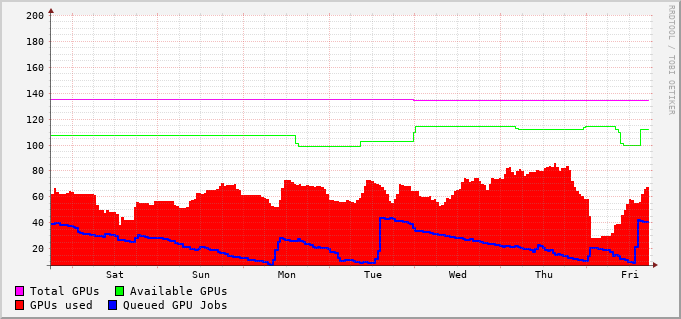 200
180
160
140
120
100
80
60
40
20
Sat Sun Mon Tue Wed Thu Fri
Total GPUs Available GPUs
GPUs used Queued GPU Jobs
RRDTOOL / TOBI OETIKER